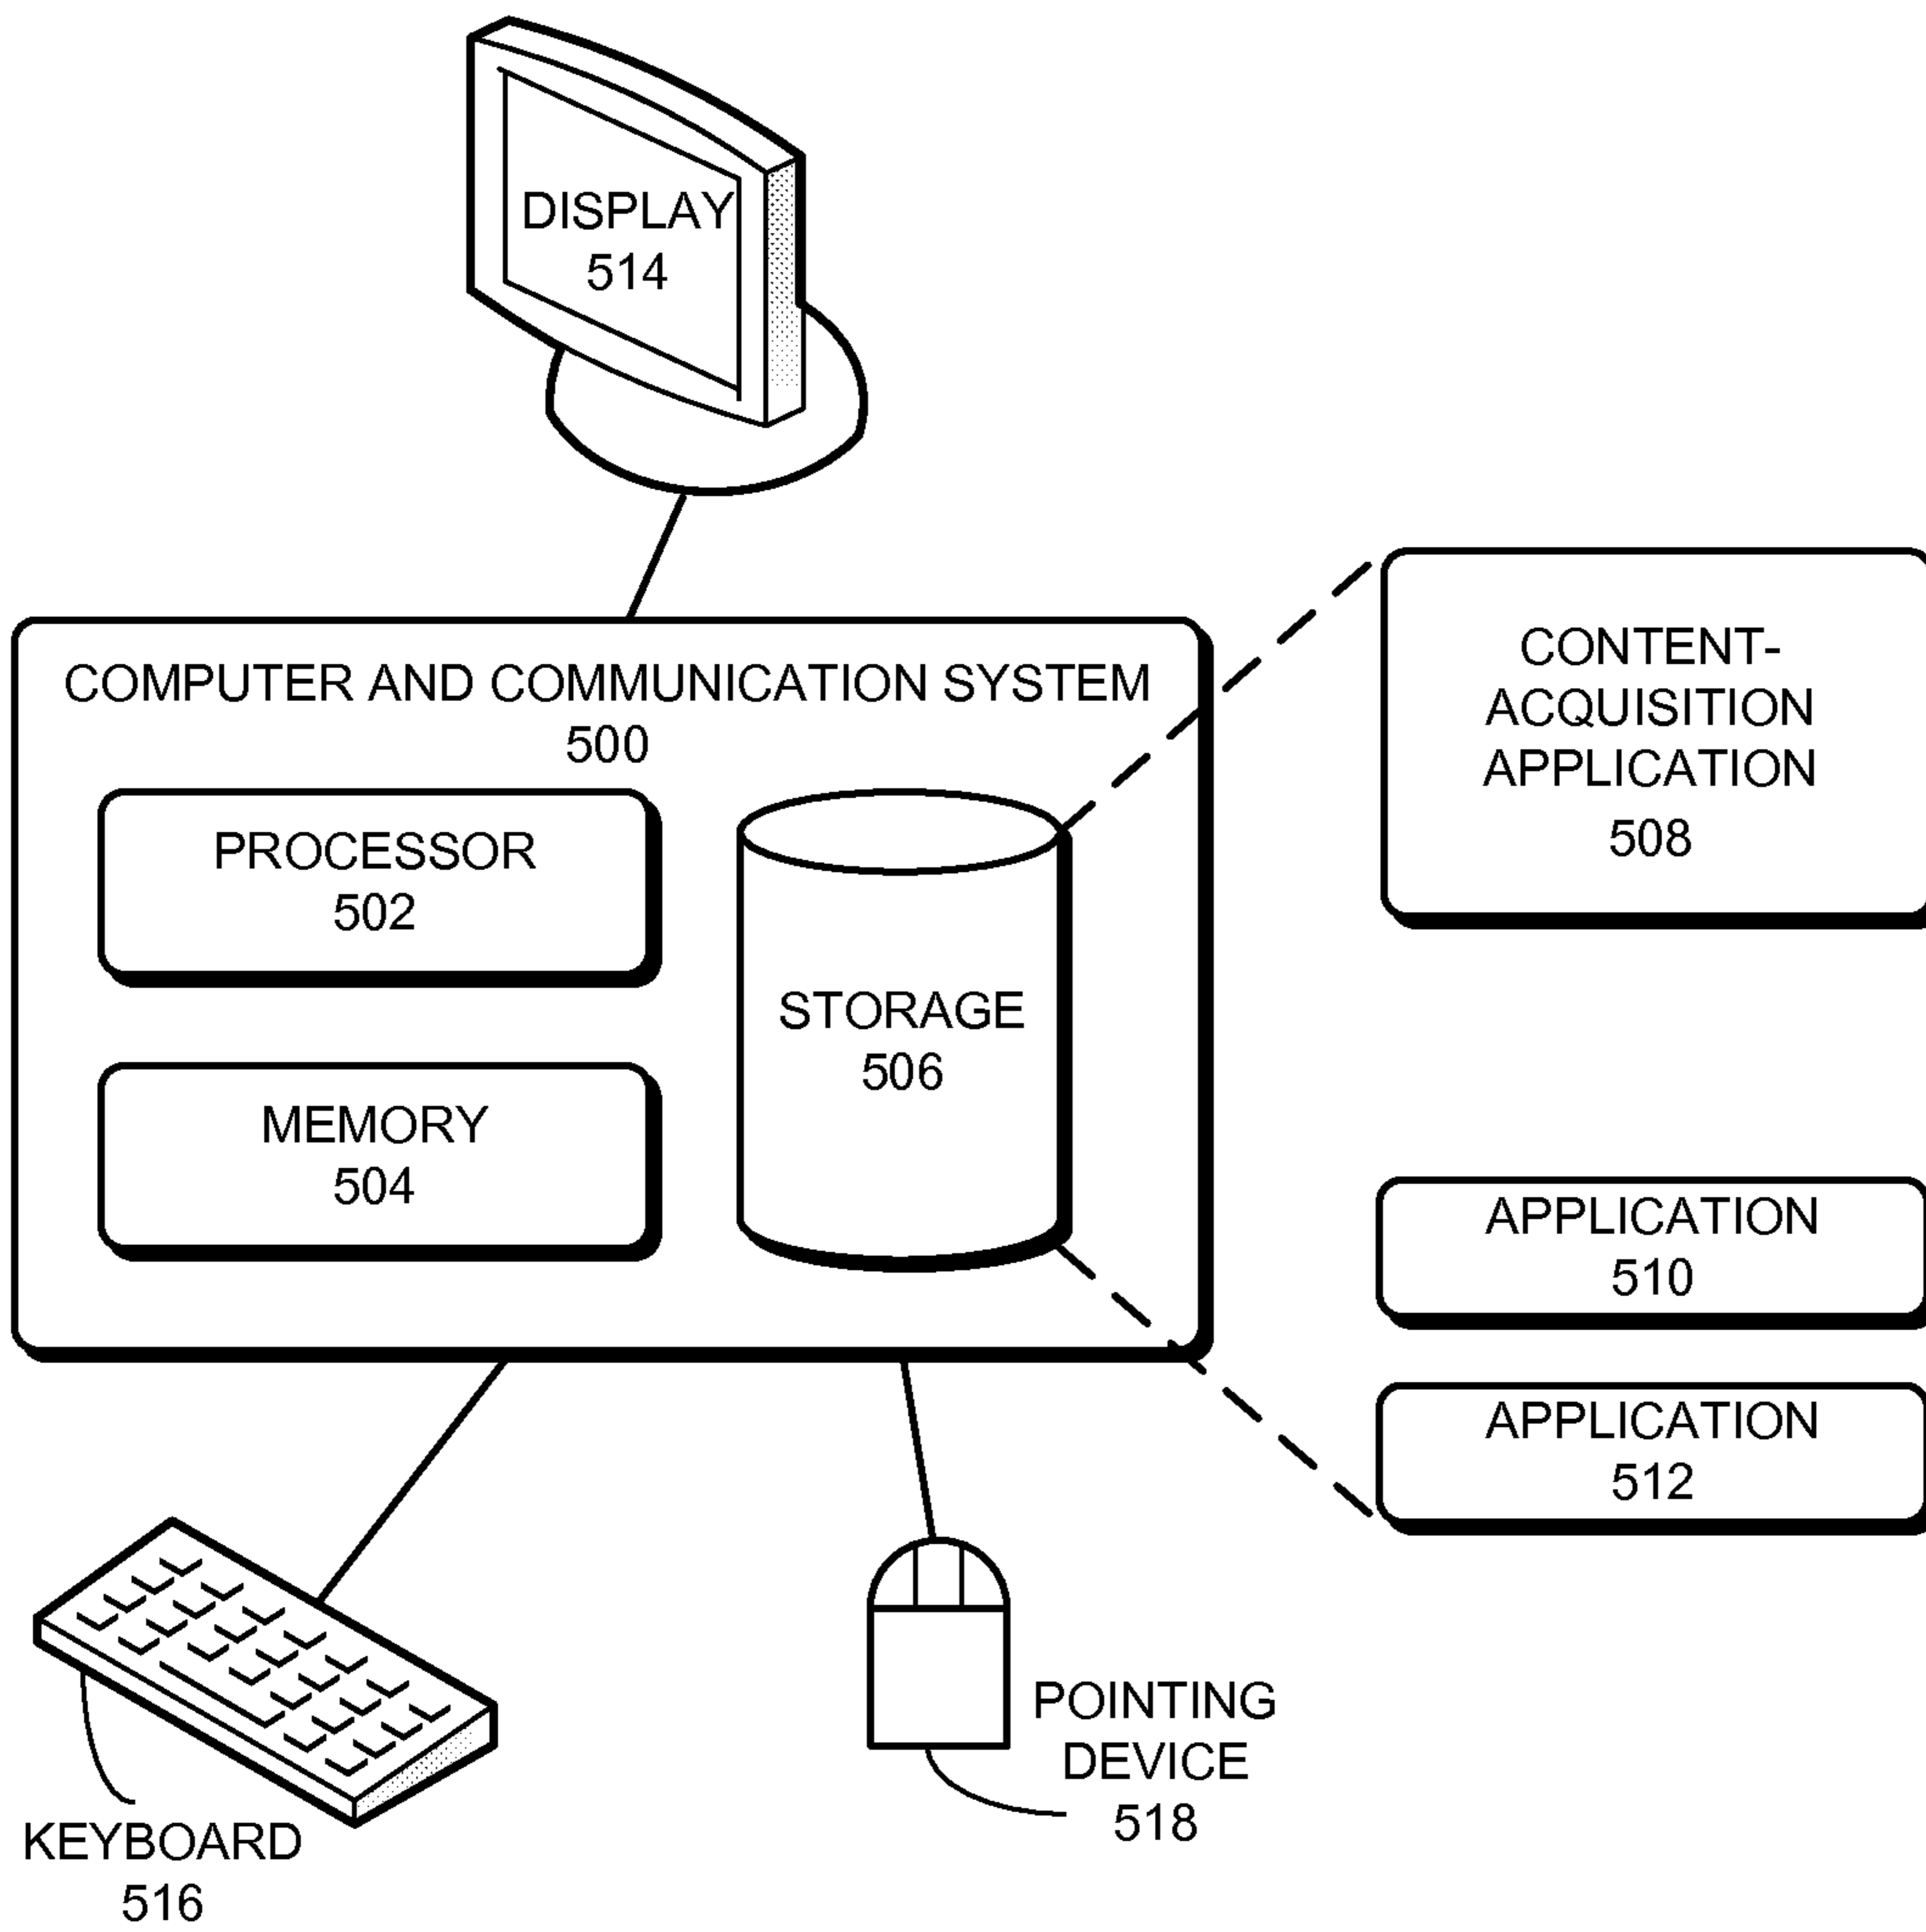 DISPLAY
514
COMPUTER AND COMMUNICATION SYSTEM
500
PROCESSOR
502
MEMORY
504
STORAGE
506
CONTENT-
ACQUISITION
APPLICATION
508
APPLICATION
510
APPLICATION
512
KEYBOARD
516
POINTING
DEVICE
518